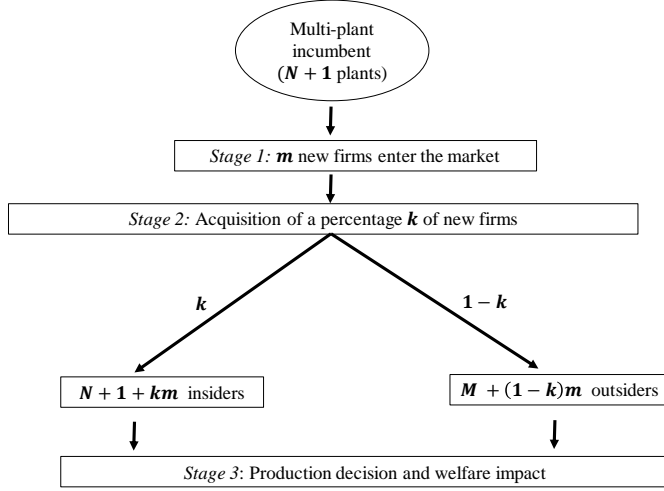 Multi-plant
incumbent
(N + 1 plants)
Stage 1: m new firms enter the market
Stage 2: Acquisition of a percentage k of new firms
k
1 − k
N + 1 + km insiders
M + (1 − k)m outsiders
Stage 3: Production decision and welfare impact